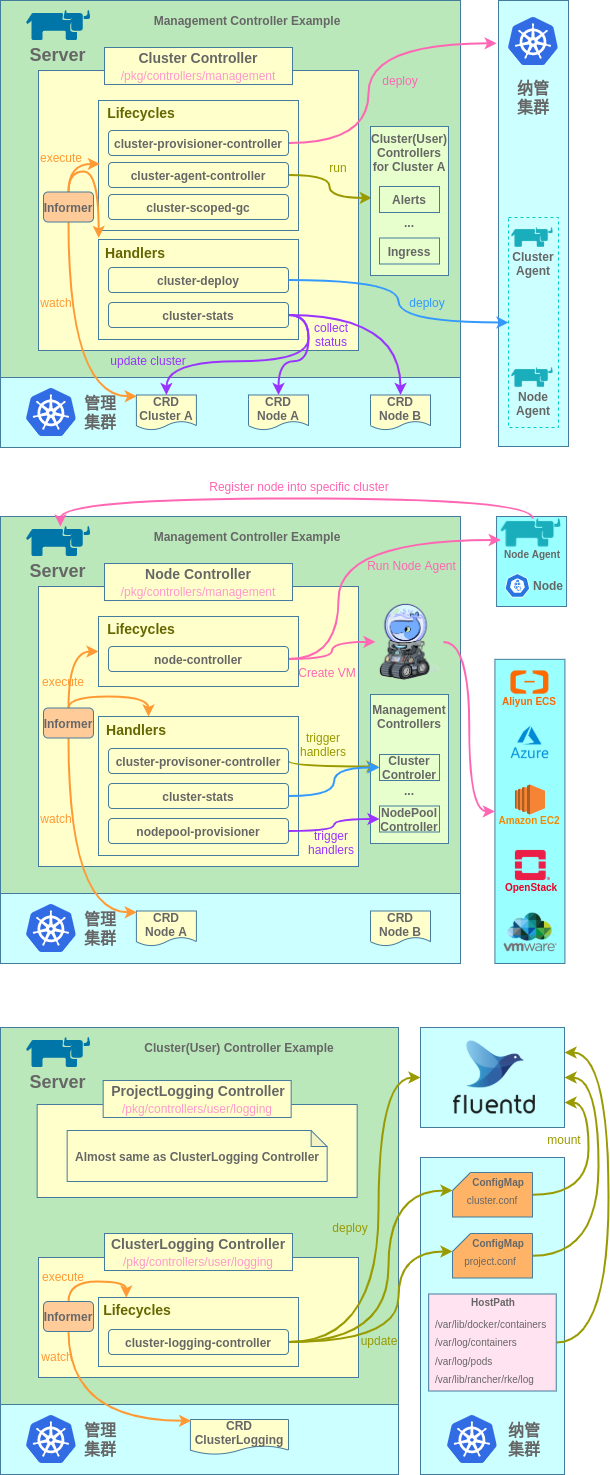 Management Controller Example
Server
Cluster Controller
/pkg/controllers/management
Lifecycles
cluster-provisioner-controller
cluster-agent-controller
cluster-scoped-gc
Handlers
cluster-deploy
cluster-stats
Informer
execute
watch
deploy
run
Cluster(User)
Controllers
for Cluster A
Alerts
...
Ingress
deploy
collect
status
update cluster
管理
集群
CRD
Cluster A
CRD
Node A
CRD
Node B
纳管
集群
Cluster
Agent
Node
Agent
Register node into specific cluster
Management Controller Example
Server
Node Controller
/pkg/controllers/management
Lifecycles
node-controller
Handlers
cluster-provisoner-controller
cluster-stats
nodepool-provisioner
Informer
execute
watch
Run Node Agent
Create VM
trigger
handlers
trigger
handlers
Management
Controllers
Cluster
Controler
...
NodePool
Controller
管理
集群
CRD
Node A
CRD
Node B
Node Agent
Node
Aliyun ECS
Azure
Amazon EC2
OpenStack
vmware
Cluster(User) Controller Example
Server
ProjectLogging Controller
/pkg/controllers/user/logging
Almost same as ClusterLogging Controller
ClusterLogging Controller
/pkg/controllers/user/logging
Lifecycles
cluster-logging-controller
Informer
execute
watch
deploy
update
管理
集群
CRD
ClusterLogging
fluentd
mount
ConfigMap
cluster.conf
ConfigMap
project.conf
HostPath
/var/lib/docker/containers
/var/log/containers
/var/log/pods
/var/lib/rancher/rke/log
纳管
集群